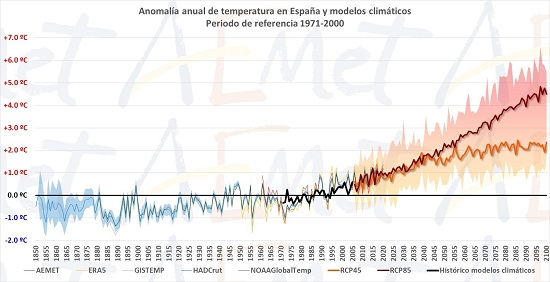 Anomalía anual de temperatura en España y modelos climáticos
Periodo de referencia 1971-2000
+7.0 ºC
+6.0 ºC
+5.0 ºC
+4.0 ºC
+3.0 ºC
+2.0 ºC
+1.0 ºC
0.0 ºC
-1.0 ºC
-2.0 ºC
1850 1855 1860 1865 1870 1875 1880 1885 1890 1895 1900 1905 1910 1915 1920 1925 1930 1935 1940 1945 1950 1955 1960 1965 1970 1975 1980 1985 1990 1995 2000 2005 2010 2015 2020 2025 2030 2035 2040 2045 2050 2055 2060 2065 2070 2075 2080 2085 2090 2095 2100
AEMET ERA5 GISTEMP HADCrut NOAAGlobalTemp RCP45 RCP85 Histórico modelos climáticos